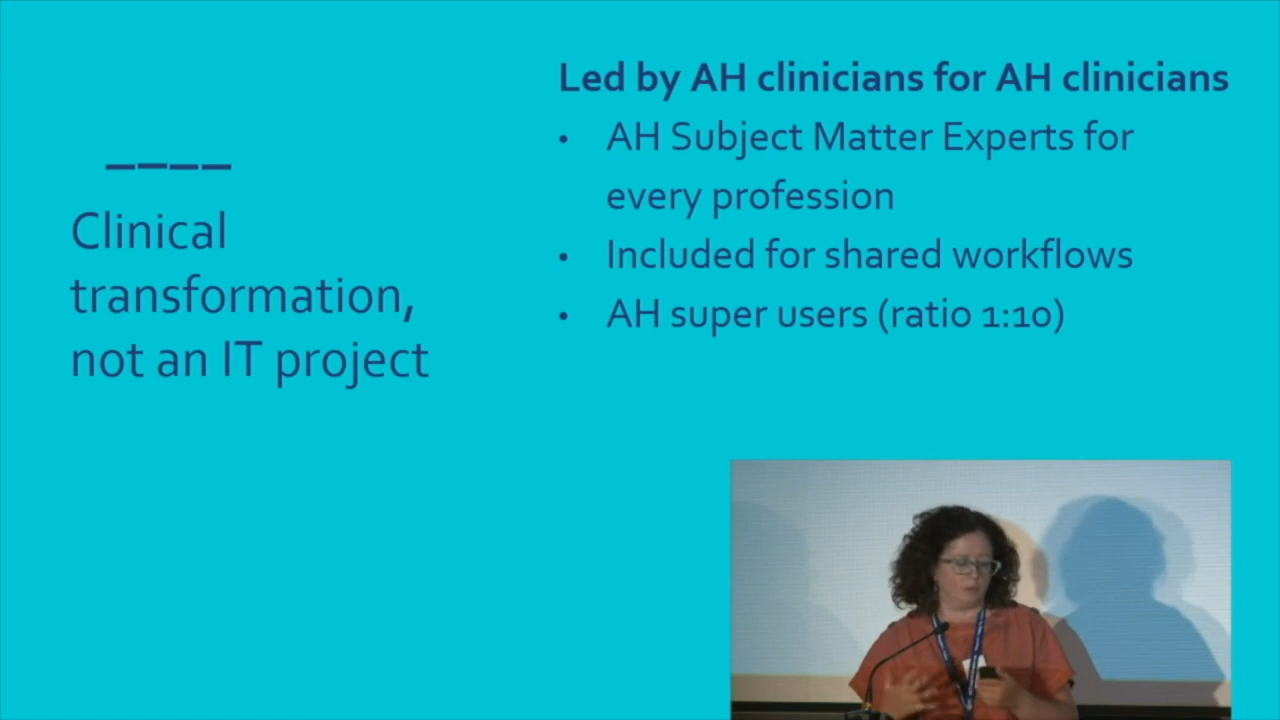 Clinical
transformation,
not an IT project
Led by AH clinicians for AH clinicians
• AH Subject Matter Experts for
every profession
• Included for shared workflows
• AH super users (ratio 1:10)